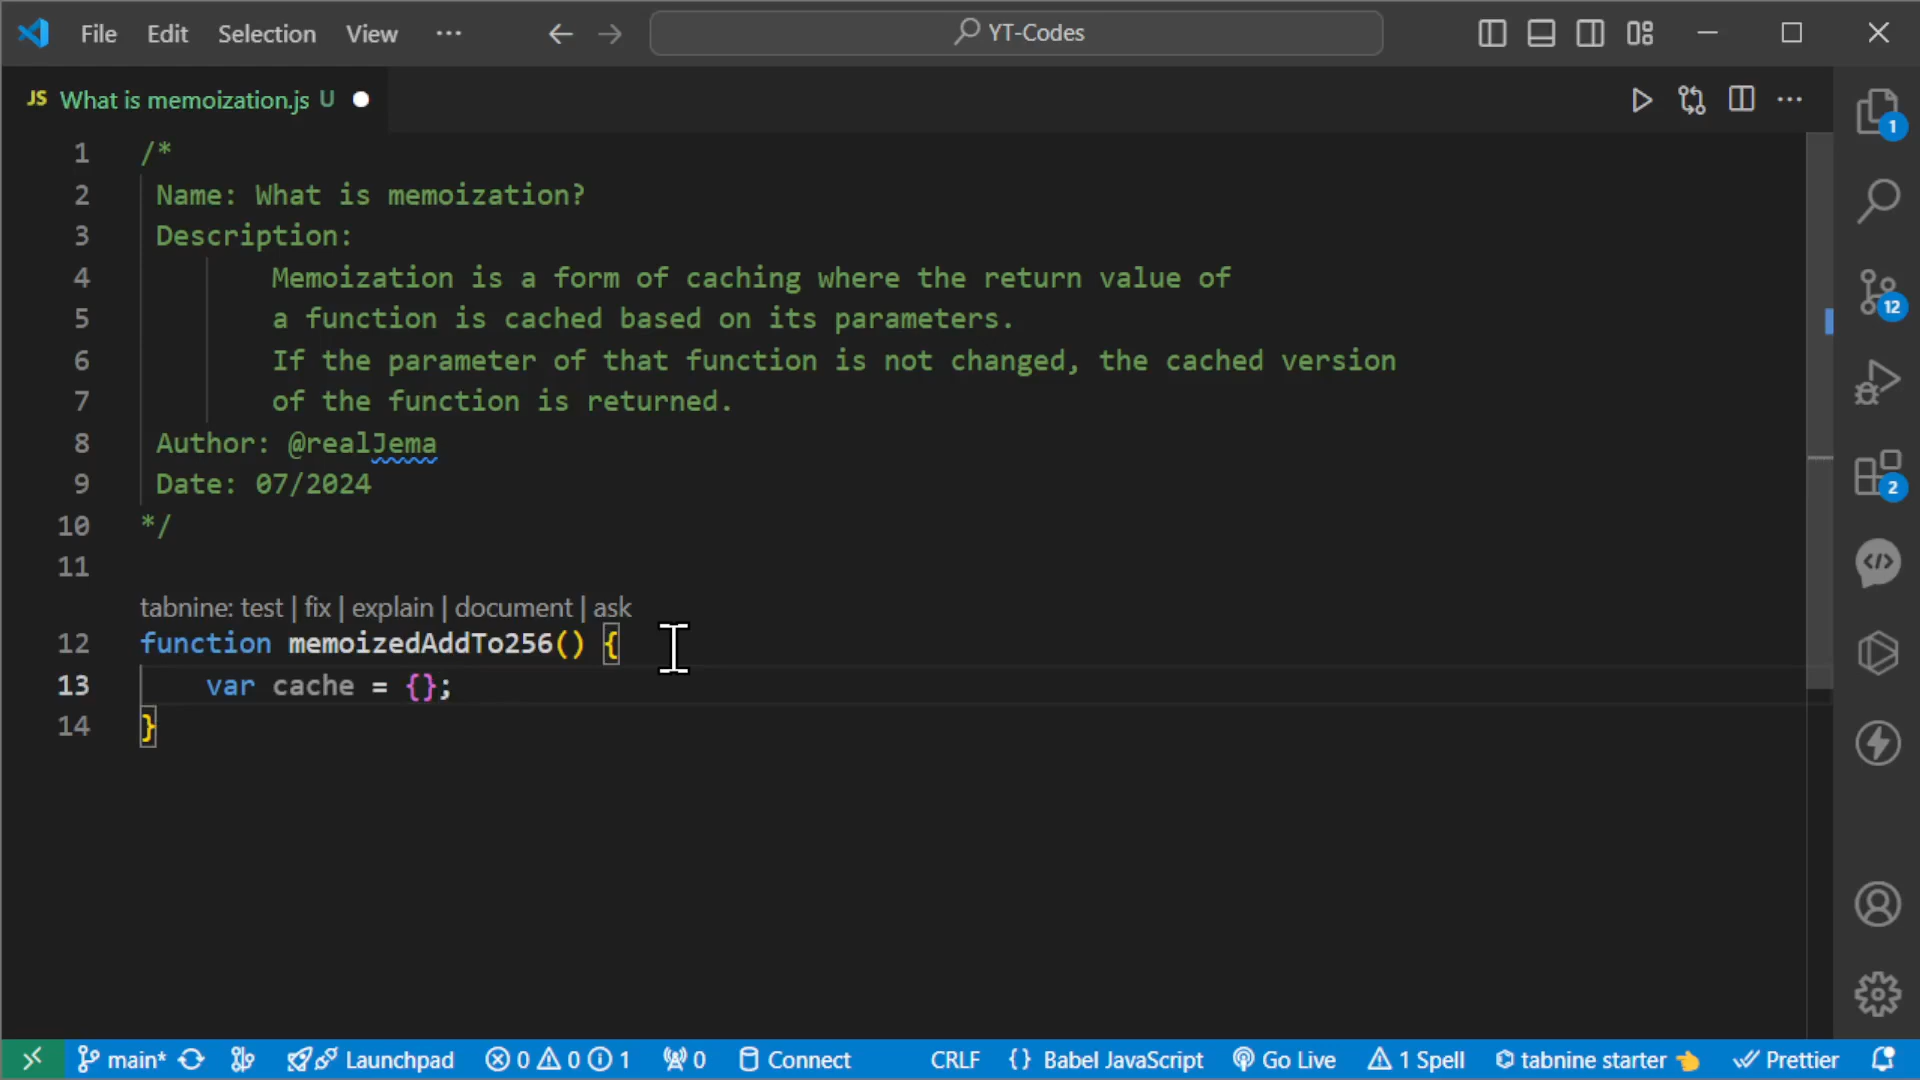 File Edit Selection View ··· YT-Codes
JS What is memoization.js U
1 /*
2 Name: What is memoization?
3 Description:
4 Memoization is a form of caching where the return value of
5 a function is cached based on its parameters.
6 If the parameter of that function is not changed, the cached version
7 of the function is returned.
8 Author: @realJema
9 Date: 07/2024
10 */
11
tabnine: test | fix | explain | document | ask
12 function memoizedAddTo256() {
13 var cache = {};
14 }
1
12
2
main* Launchpad 0 0 1 0 Connect CRLF {} Babel JavaScript Go Live 1 Spell tabnine starter Prettier